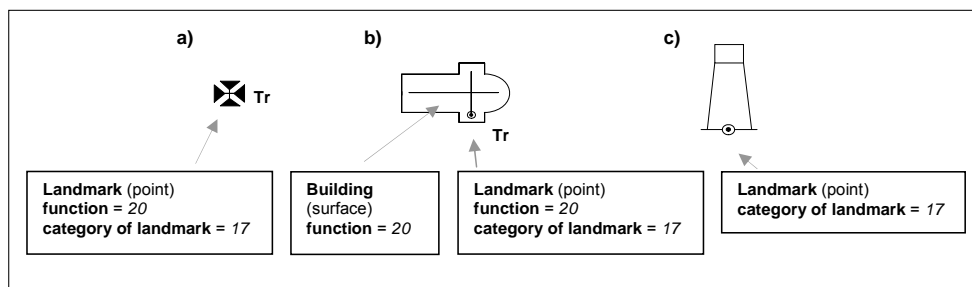 a)
b)
c)
Tr
Tr
Landmark (point)
function = 20
category of landmark = 17
Building
(surface)
function = 20
Landmark (point)
function = 20
category of landmark = 17
Landmark (point)
category of landmark = 17